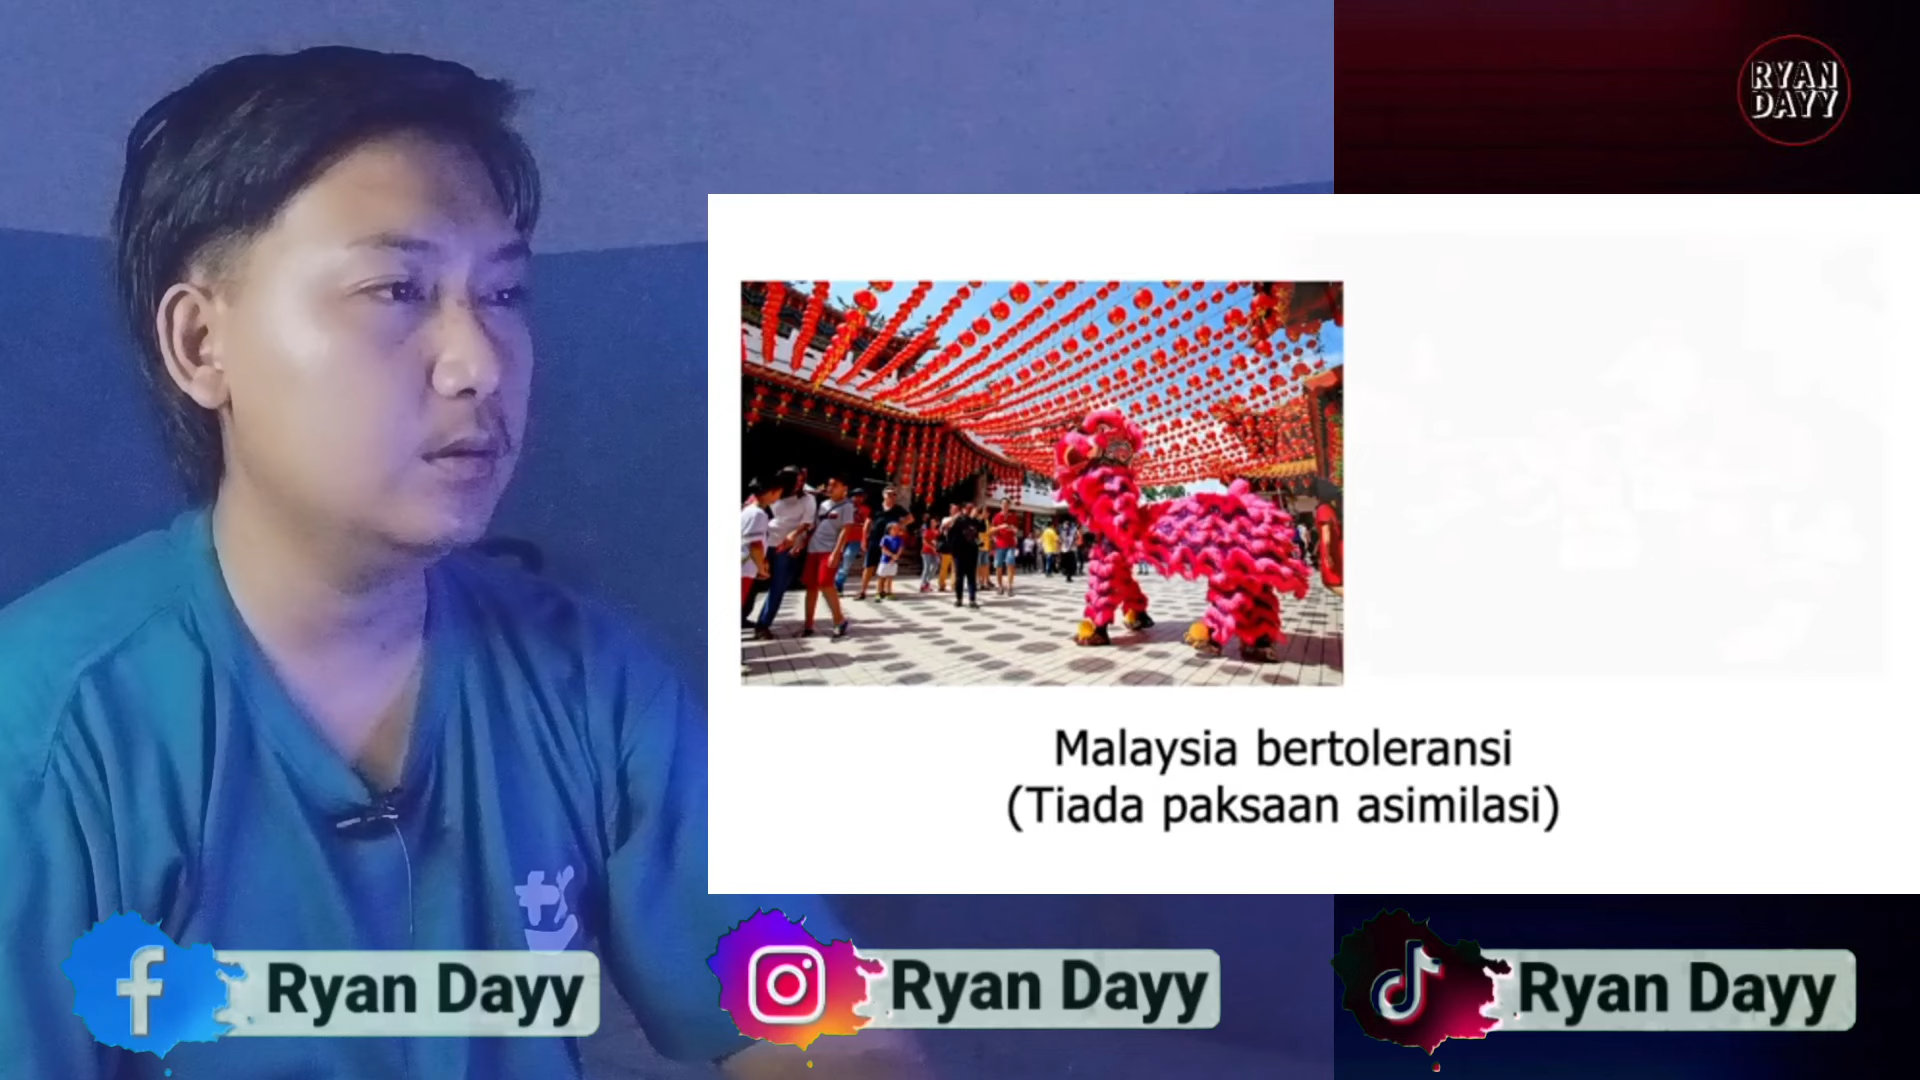 RYAN
DAYY
Malaysia bertoleransi
(Tiada paksaan asimilasi)
Ryan Dayy
Ryan Dayy
Ryan Dayy